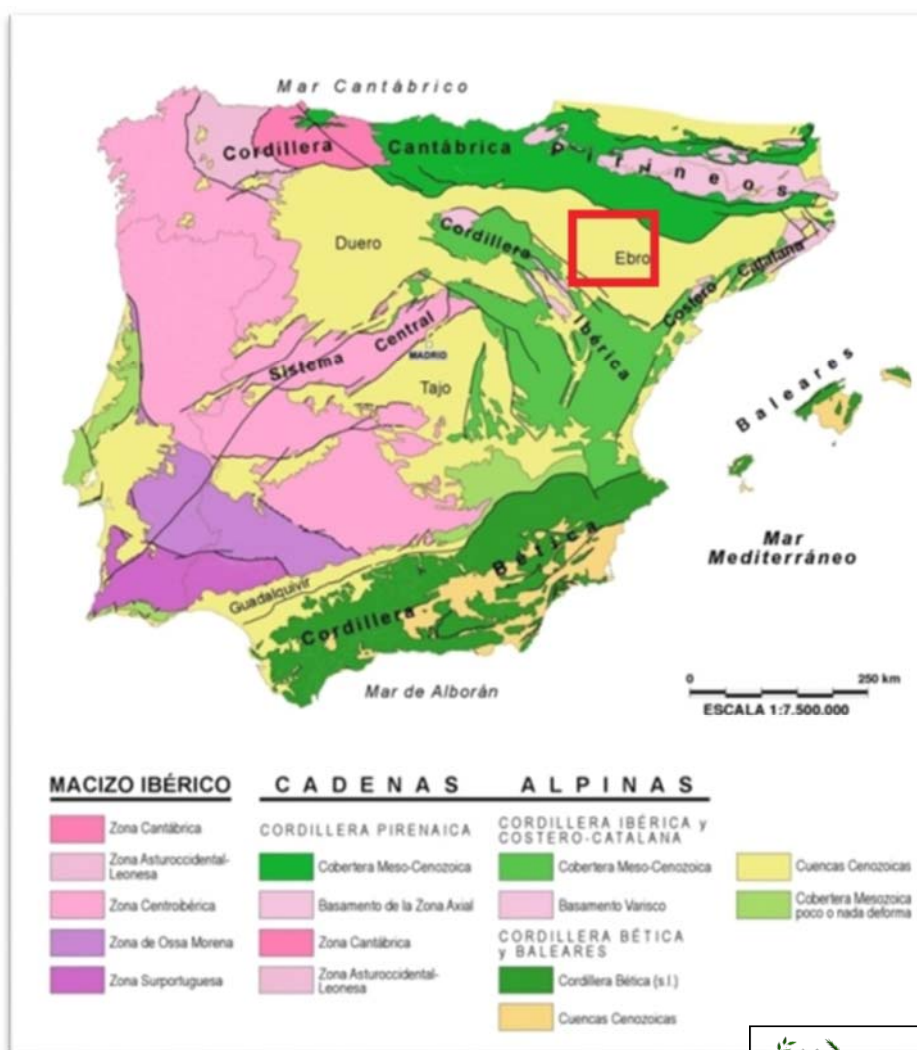 Mar Cantábrico
Cordillera Cantábrica Pirineos
Duero
Cordillera Ibérica
Ebro
Costero Catalana
Sistema Central
MADRID
Tajo
Baleares
Mar
Mediterráneo
Guadalquivir
Cordillera Bética
Mar de Alborán
0 250 km
ESCALA 1:7.500.000
MACIZO IBÉRICO
Zona Cantábrica
Zona Asturoccidental-
Leonesa
Zona Centroibérica
Zona de Ossa Morena
Zona Surportuguesa
CADENAS ALPINAS
CORDILLERA PIRENAICA
Cobertera Meso-Cenozoica
Basamento de la Zona Axial
Zona Cantábrica
Zona Asturoccidental-
Leonesa
CORDILLERA IBÉRICA y
COSTERO-CATALANA
Cobertera Meso-Cenozoica
Basamento Varisco
CORDILLERA BÉTICA
y BALEARES
Cordillera Bética (s.l.)
Cuencas Cenozoicas
Cuencas Cenozoicas
Cobertera Mesozoica
poco o nada deforma